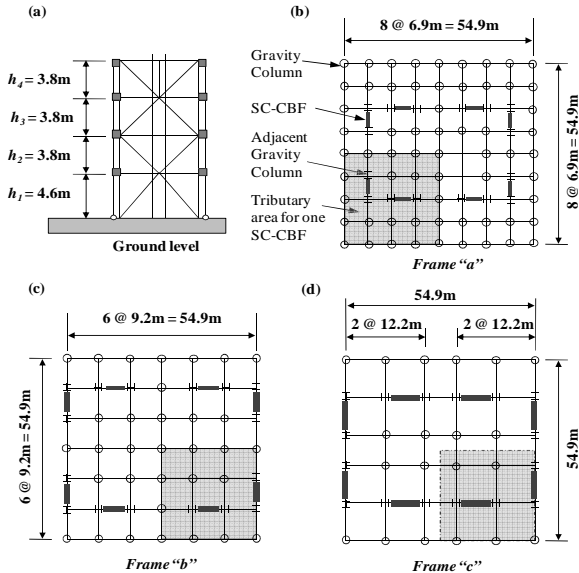 (a)
h4 = 3.8m
h3 = 3.8m
h2 = 3.8m
h1 = 4.6m
Ground level
(b)
8 @ 6.9m = 54.9m
Gravity
Column
SC-CBF
Adjacent
Gravity
Column
Tributary
area for one
SC-CBF
8 @ 6.9m = 54.9m
Frame “a”
(c)
6 @ 9.2m = 54.9m
6 @ 9.2m = 54.9m
Frame “b”
(d)
54.9m
2 @ 12.2m
2 @ 12.2m
54.9m
Frame “c”